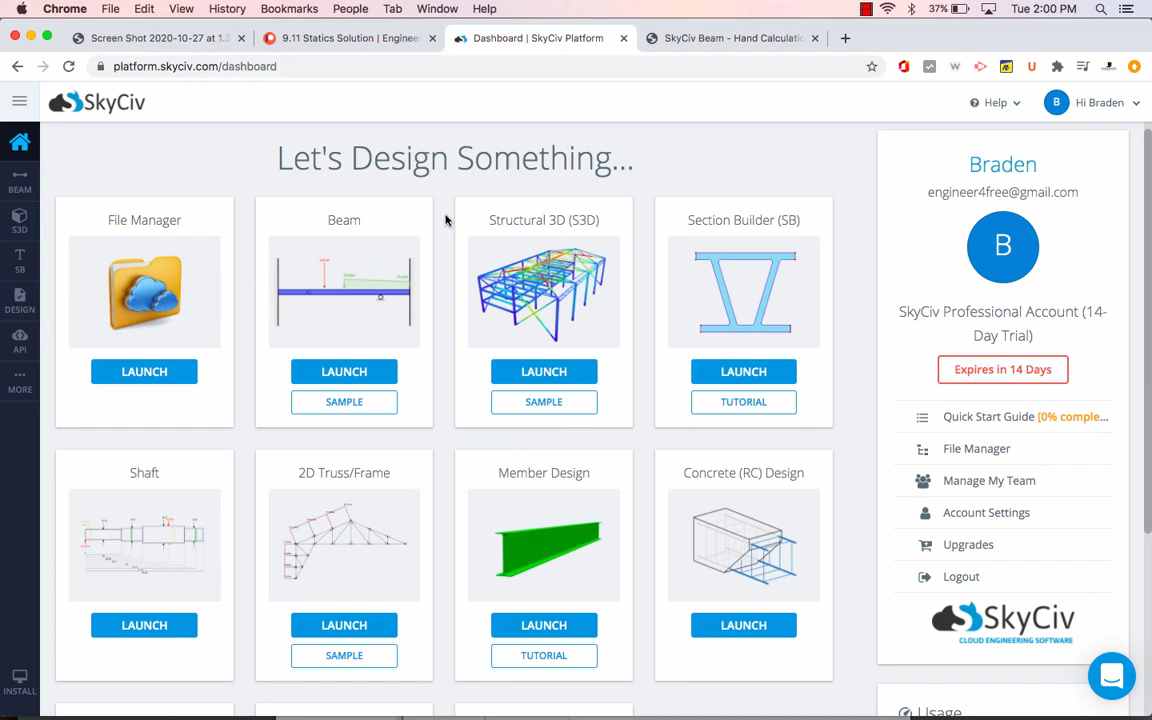 Chrome File Edit View History Bookmarks People Tab Window Help 37% Tue 2:00 PM
Screen Shot 2020-10-27 at 1.3 9.11 Statics Solution | Enginee Dashboard | SkyCiv Platform SkyCiv Beam - Hand Calculatio
platform.skyciv.com/dashboard
SkyCiv Help Hi Braden
B
BEAM
S3D
SB
DESIGN
API
MORE
INSTALL
Let's Design Something...
File Manager Beam Structural 3D (S3D) Section Builder (SB)
LAUNCH LAUNCH LAUNCH LAUNCH
SAMPLE SAMPLE TUTORIAL
Shaft 2D Truss/Frame Member Design Concrete (RC) Design
LAUNCH LAUNCH LAUNCH LAUNCH
SAMPLE TUTORIAL
Braden
engineer4free@gmail.com
B
SkyCiv Professional Account (14-
Day Trial)
Expires in 14 Days
Quick Start Guide [0% comple...
File Manager
Manage My Team
Account Settings
Upgrades
Logout
SkyCiv
CLOUD ENGINEERING SOFTWARE
Usage